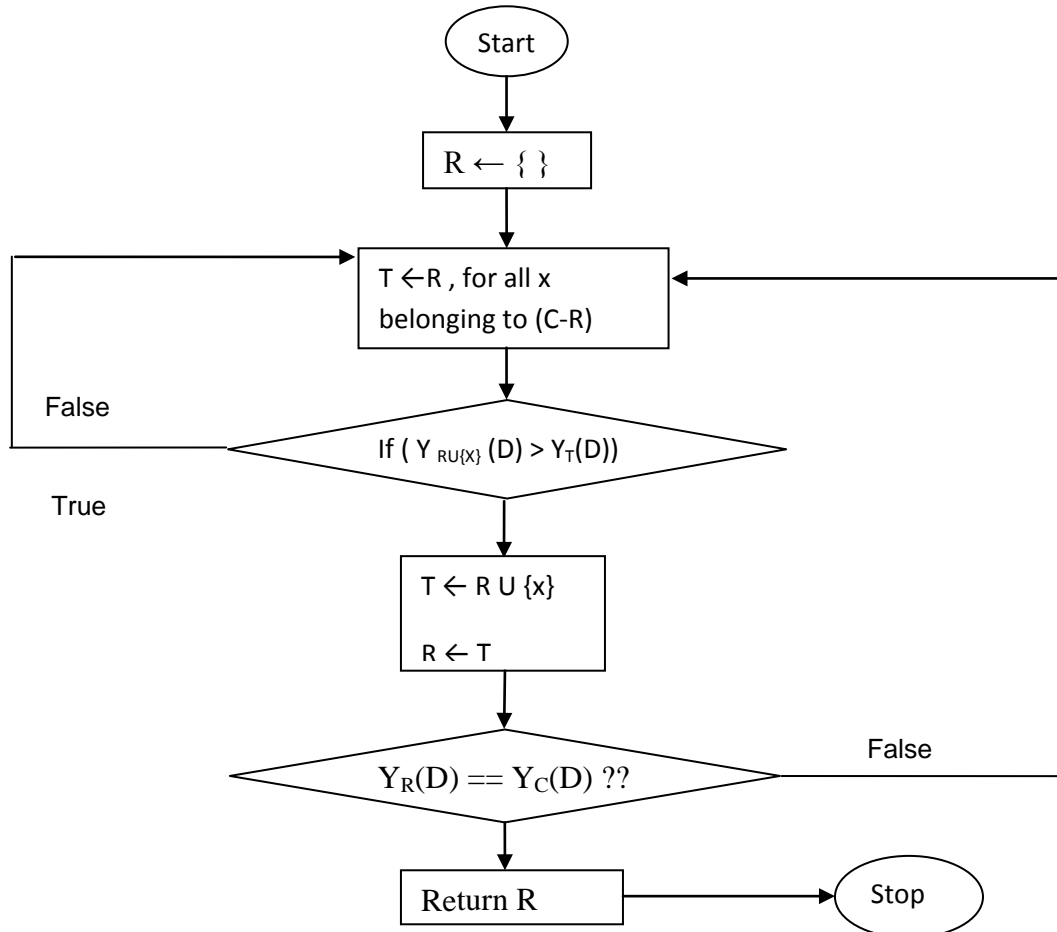 Start
R ← { }
T ←R , for all x
belonging to (C-R)
False
If ( Y RU{X} (D) > YT(D))
True
T ← R U {x}
R ← T
False
YR(D) == YC(D) ??
Return R
Stop